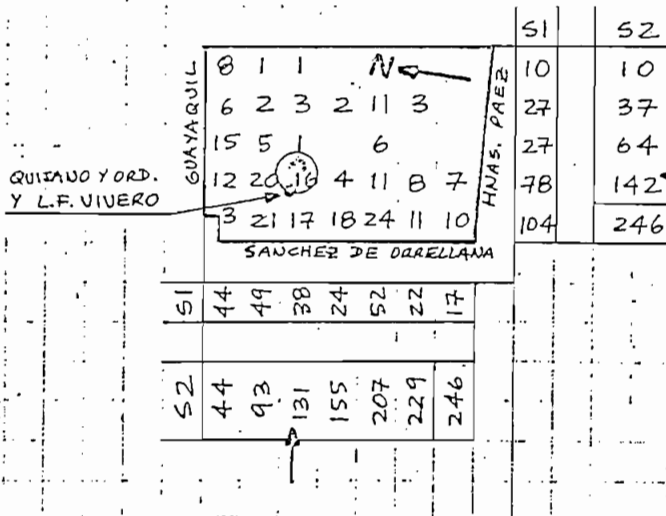 S1 S2
GUAYAQUIL
8 1 1 N
10 10
6 2 3 2 11 3
HNAS. PAEZ
27 37
15 5 1 6
27 64
QUIJANO Y ORD.
Y L.F. VIVERO
12 20 16 4 11 8 7
78 142
3 21 17 18 24 11 10
104 246
SANCHEZ DE ORRELLANA
S1 44 49 38 24 52 22 17
S2 44 93 131 155 207 229 246